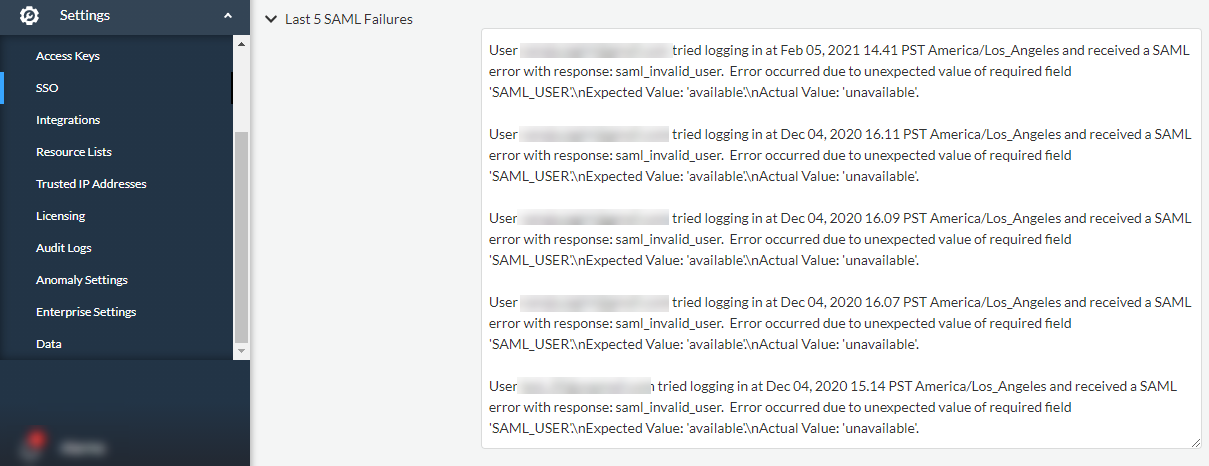 Settings
Access Keys
SSO
Integrations
Resource Lists
Trusted IP Addresses
Licensing
Audit Logs
Anomaly Settings
Enterprise Settings
Data
Last 5 SAML Failures
User tried logging in at Feb 05, 2021 14.41 PST America/Los_Angeles and received a SAML
error with response: saml_invalid_user. Error occurred due to unexpected value of required field
'SAML_USER'.\nExpected Value: 'available'.\nActual Value: 'unavailable'.
User tried logging in at Dec 04, 2020 16.11 PST America/Los_Angeles and received a SAML
error with response: saml_invalid_user. Error occurred due to unexpected value of required field
'SAML_USER'.\nExpected Value: 'available'.\nActual Value: 'unavailable'.
User tried logging in at Dec 04, 2020 16.09 PST America/Los_Angeles and received a SAML
error with response: saml_invalid_user. Error occurred due to unexpected value of required field
'SAML_USER'.\nExpected Value: 'available'.\nActual Value: 'unavailable'.
User tried logging in at Dec 04, 2020 16.07 PST America/Los_Angeles and received a SAML
error with response: saml_invalid_user. Error occurred due to unexpected value of required field
'SAML_USER'.\nExpected Value: 'available'.\nActual Value: 'unavailable'.
User tried logging in at Dec 04, 2020 15.14 PST America/Los_Angeles and received a SAML
error with response: saml_invalid_user. Error occurred due to unexpected value of required field
'SAML_USER'.\nExpected Value: 'available'.\nActual Value: 'unavailable'.